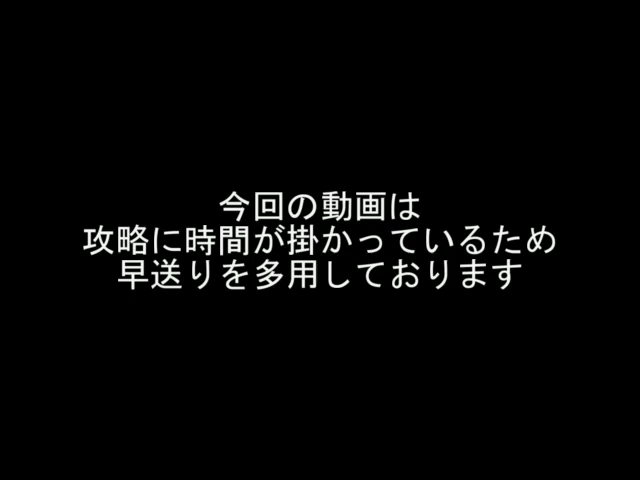 今回の動画は
攻略に時間が掛かっているため
早送りを多用しております